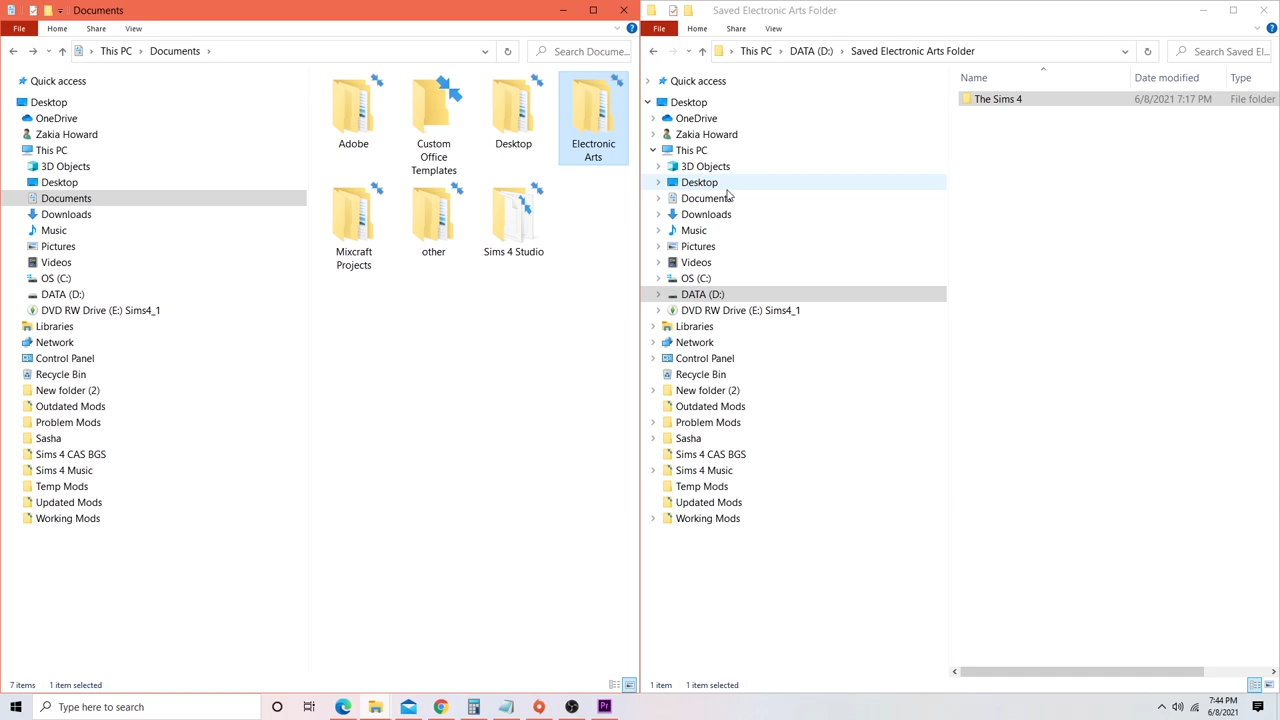 Documents
File Home Share View
This PC Documents
Search Docume...
Quick access
Desktop
OneDrive
Zakia Howard
This PC
3D Objects
Desktop
Documents
Downloads
Music
Pictures
Videos
OS (C:)
DATA (D:)
DVD RW Drive (E:) Sims4_1
Libraries
Network
Control Panel
Recycle Bin
New folder (2)
Outdated Mods
Problem Mods
Sasha
Sims 4 CAS BGS
Sims 4 Music
Temp Mods
Updated Mods
Working Mods
Adobe
Custom
Office
Templates
Desktop
Electronic
Arts
Mixcraft
Projects
other
Sims 4 Studio
7 items 1 item selected
Saved Electronic Arts Folder
File Home Share View
This PC DATA (D:) Saved Electronic Arts Folder
Search Saved El...
Quick access
Desktop
OneDrive
Zakia Howard
This PC
3D Objects
Desktop
Documents
Downloads
Music
Pictures
Videos
OS (C:)
DATA (D:)
DVD RW Drive (E:) Sims4_1
Libraries
Network
Control Panel
Recycle Bin
New folder (2)
Outdated Mods
Problem Mods
Sasha
Sims 4 CAS BGS
Sims 4 Music
Temp Mods
Updated Mods
Working Mods
Name Date modified Type
The Sims 4 6/8/2021 7:17 PM File folder
1 item 1 item selected
Type here to search
Pr
7:44 PM
6/8/2021